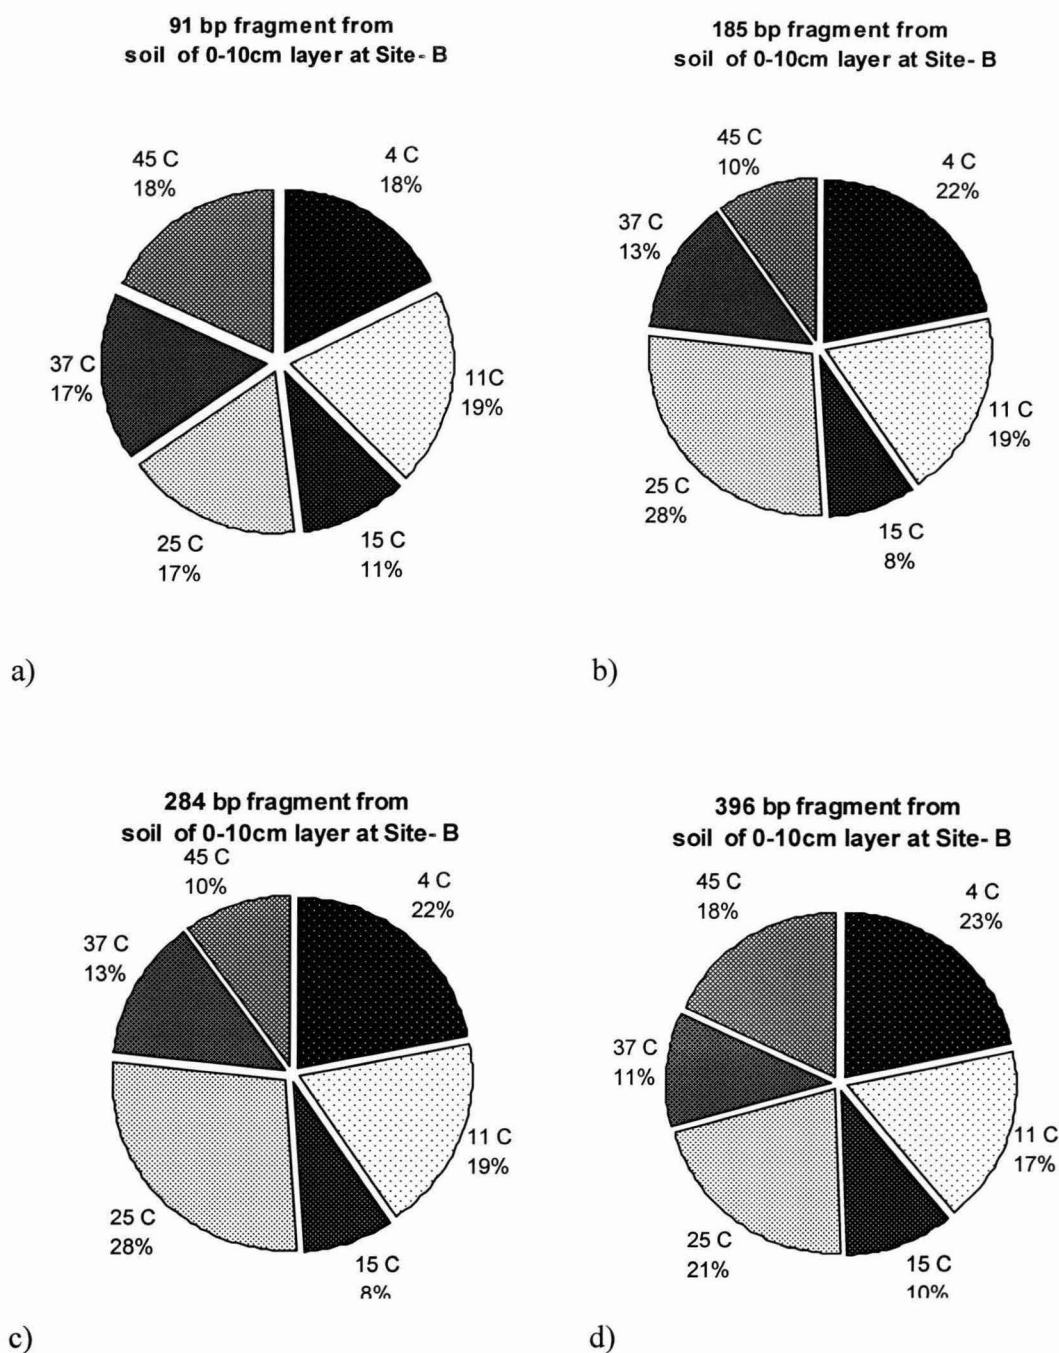 91 bp fragment from
soil of 0-10cm layer at Site- B
45 C
18%
4 C
18%
37 C
17%
11C
19%
25 C
17%
15 C
11%
a)
185 bp fragment from
soil of 0-10cm layer at Site- B
45 C
10%
4 C
22%
37 C
13%
11 C
19%
25 C
28%
15 C
8%
b)
284 bp fragment from
soil of 0-10cm layer at Site- B
45 C
10%
4 C
22%
37 C
13%
11 C
19%
25 C
28%
15 C
8%
c)
396 bp fragment from
soil of 0-10cm layer at Site- B
45 C
18%
4 C
23%
37 C
11%
11 C
17%
25 C
21%
15 C
10%
d)